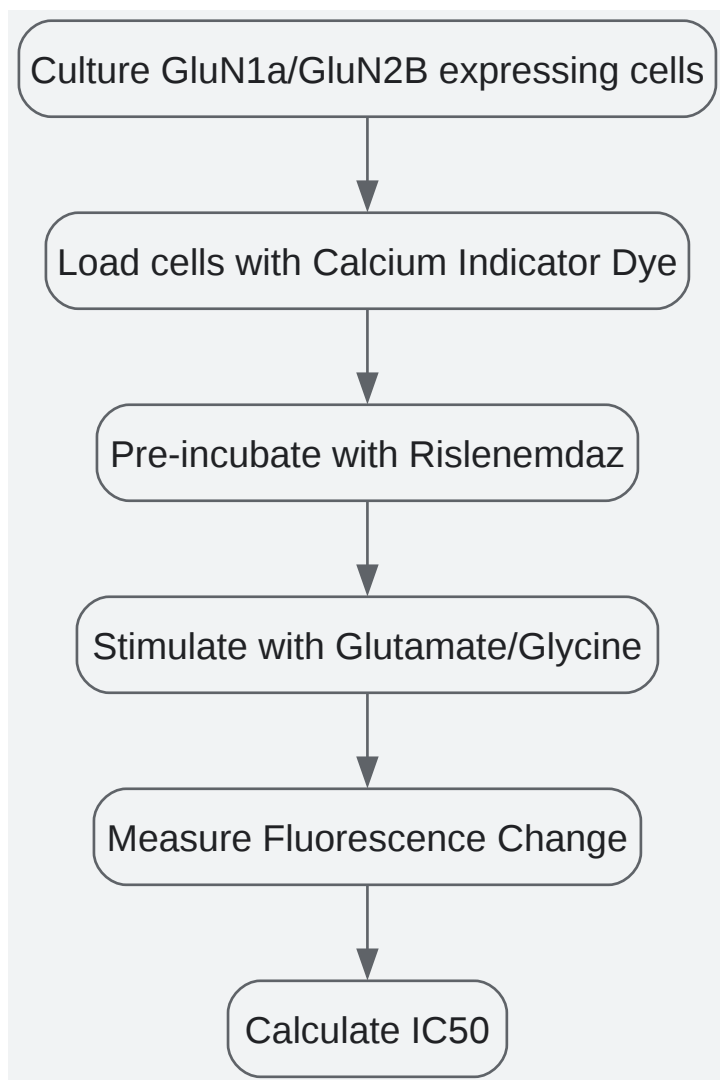 Culture GluN1a/GluN2B expressing cells
Load cells with Calcium Indicator Dye
Pre-incubate with Rislenemdaz
Stimulate with Glutamate/Glycine
Measure Fluorescence Change
Calculate IC50